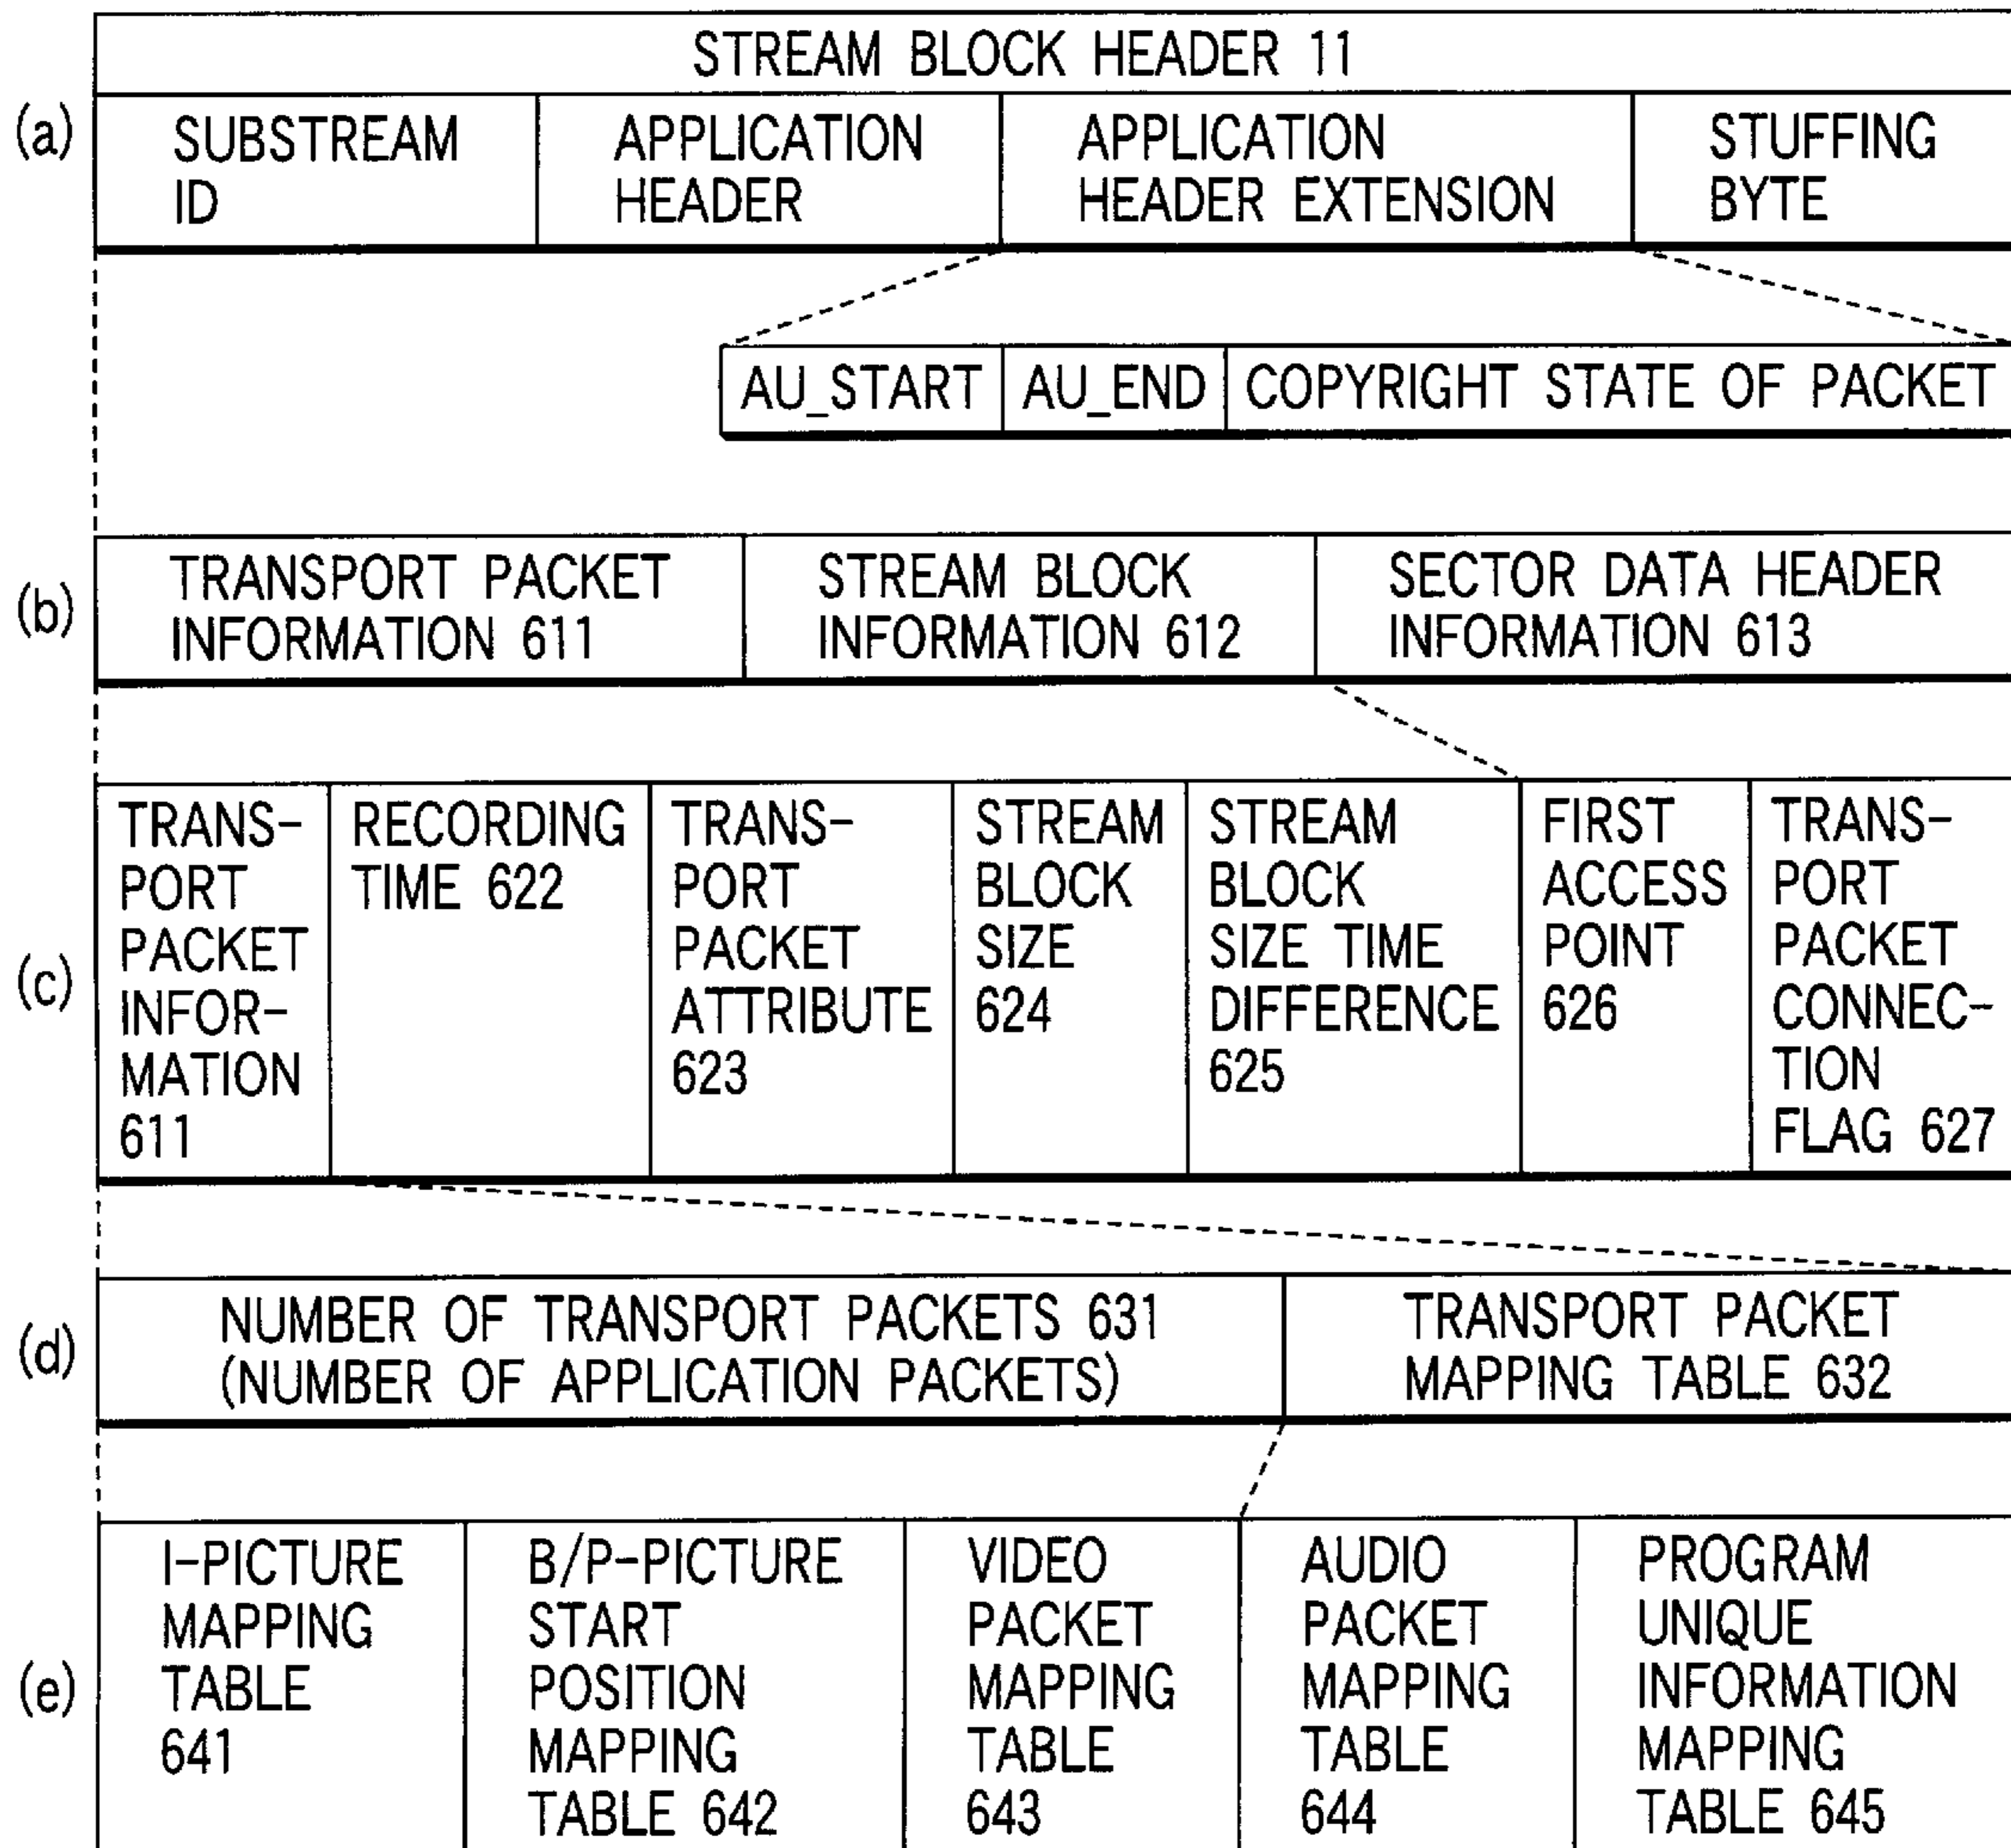 STREAM BLOCK HEADER 11
(a)
SUBSTREAM
ID
APPLICATION
HEADER
APPLICATION
HEADER EXTENSION
STUFFING
BYTE
AU_START
AU_END
COPYRIGHT STATE OF PACKET
(b)
TRANSPORT PACKET
INFORMATION 611
STREAM BLOCK
INFORMATION 612
SECTOR DATA HEADER
INFORMATION 613
(c)
TRANS-
PORT
PACKET
INFOR-
MATION
611
RECORDING
TIME 622
TRANS-
PORT
PACKET
ATTRIBUTE
623
STREAM
BLOCK
SIZE
624
STREAM
BLOCK
SIZE TIME
DIFFERENCE
625
FIRST
ACCESS
POINT
626
TRANS-
PORT
PACKET
CONNEC-
TION
FLAG 627
(d)
NUMBER OF TRANSPORT PACKETS 631
(NUMBER OF APPLICATION PACKETS)
TRANSPORT PACKET
MAPPING TABLE 632
(e)
I-PICTURE
MAPPING
TABLE
641
B/P-PICTURE
START
POSITION
MAPPING
TABLE 642
VIDEO
PACKET
MAPPING
TABLE
643
AUDIO
PACKET
MAPPING
TABLE
644
PROGRAM
UNIQUE
INFORMATION
MAPPING
TABLE 645